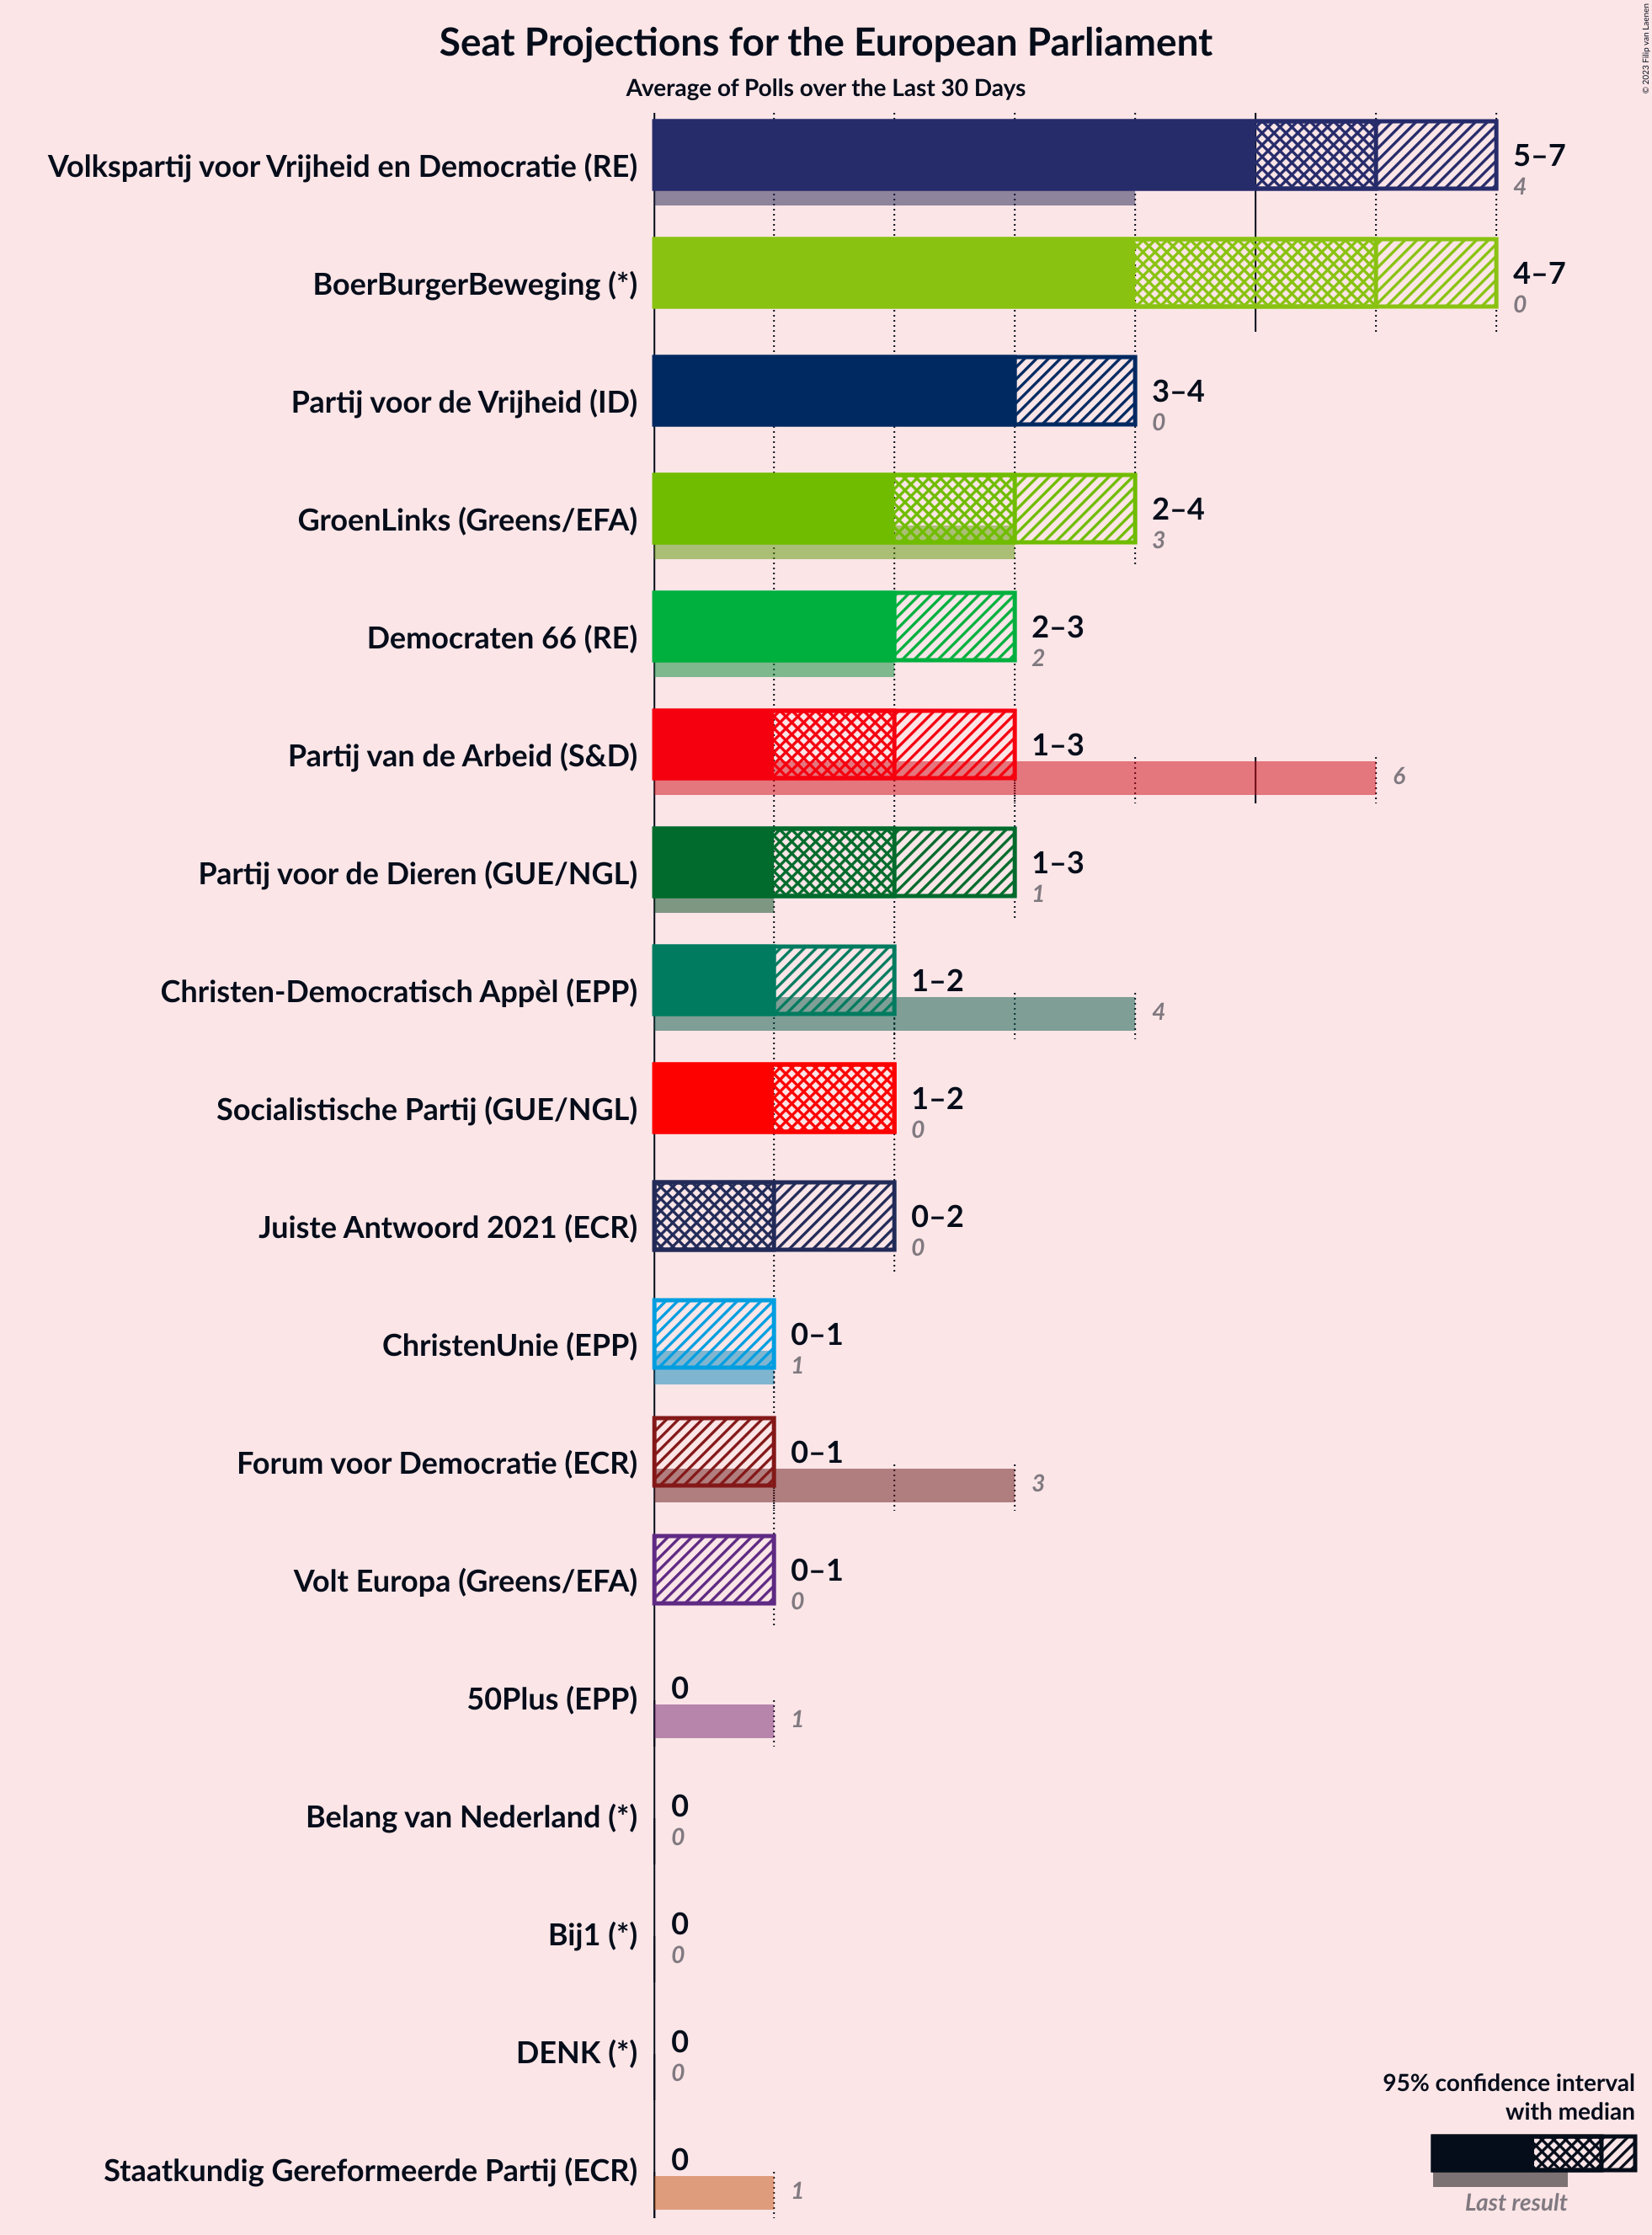 Seat Projections for the European Parliament
Average of Polls over the Last 30 Days
© 2023 Filip van Laenen
Volkspartij voor Vrijheid en Democratie (RE)
5–7
4
BoerBurgerBeweging (*)
4–7
0
Partij voor de Vrijheid (ID)
3–4
0
GroenLinks (Greens/EFA)
2–4
3
Democraten 66 (RE)
2–3
2
Partij van de Arbeid (S&D)
1–3
6
Partij voor de Dieren (GUE/NGL)
1–3
1
Christen-Democratisch Appèl (EPP)
1–2
4
Socialistische Partij (GUE/NGL)
1–2
0
Juiste Antwoord 2021 (ECR)
0–2
0
ChristenUnie (EPP)
0–1
1
Forum voor Democratie (ECR)
0–1
3
Volt Europa (Greens/EFA)
0–1
0
50Plus (EPP)
0
1
Belang van Nederland (*)
0
0
Bij1 (*)
0
0
DENK (*)
0
0
Staatkundig Gereformeerde Partij (ECR)
0
1
95% confidence interval
with median
Last result